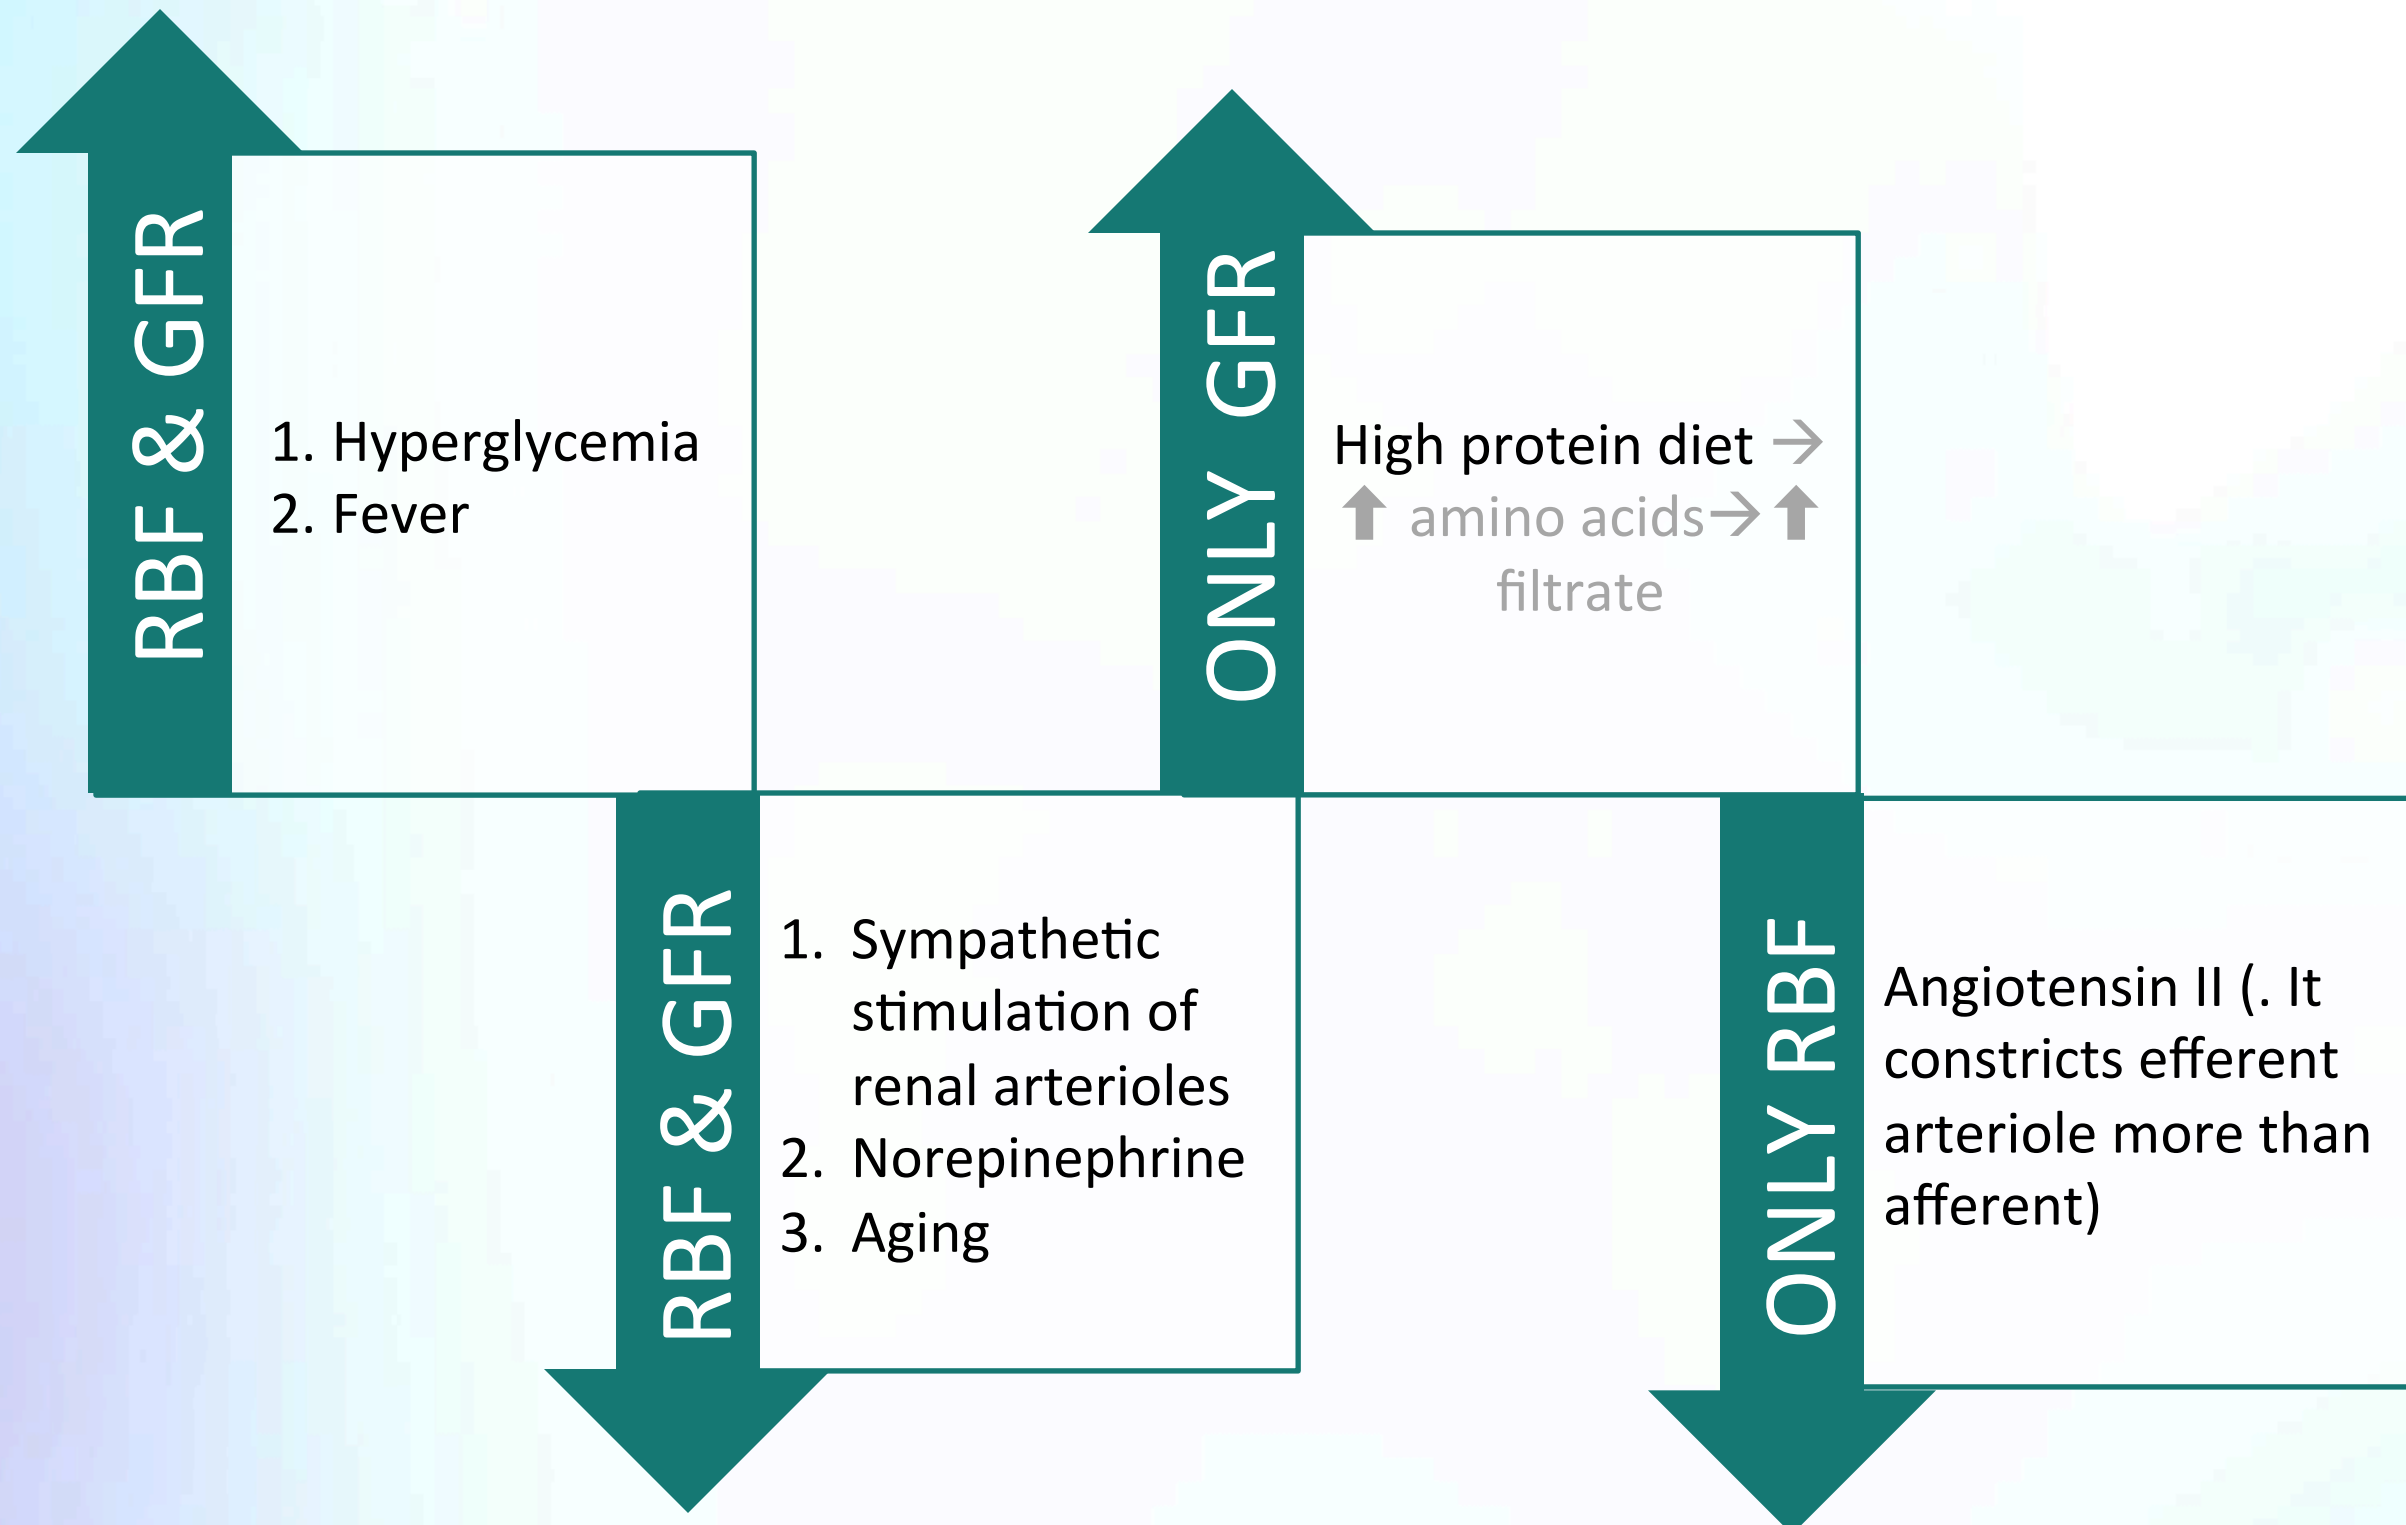 RBF & GFR
1. Hyperglycemia
2. Fever
RBF & GFR
1. Sympathetic
stimulation of
renal arterioles
2. Norepinephrine
3. Aging
ONLY GFR
High protein diet →
⬆ amino acids→ ⬆
filtrate
ONLY RBF
Angiotensin II (. It
constricts efferent
arteriole more than
afferent)